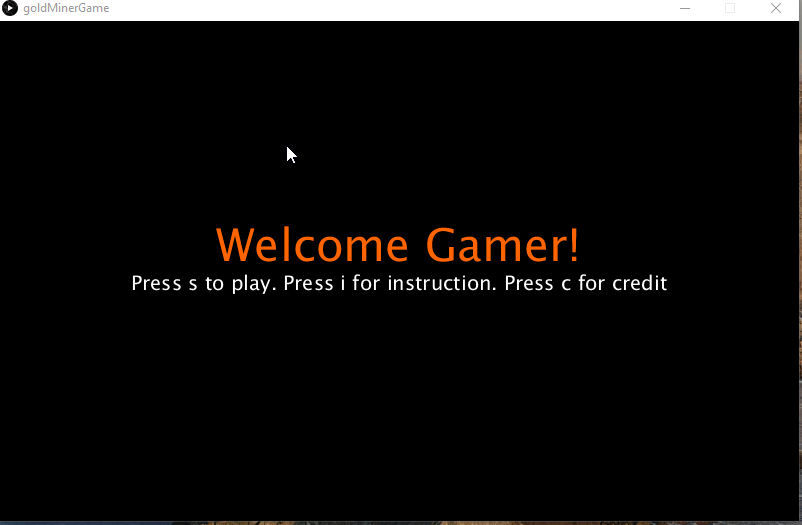 goldMinerGame
Welcome Gamer!
Press s to play. Press i for instruction. Press c for credit